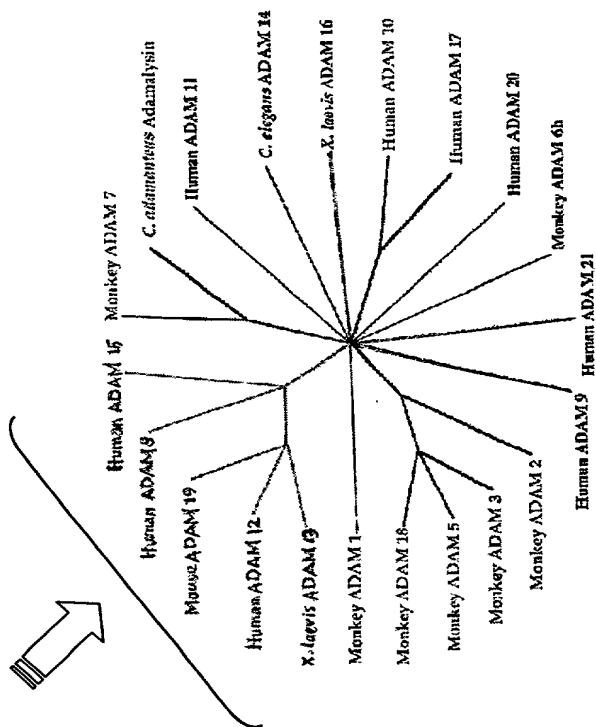 Monkey ADAM 7
C. adamanteus Adamalysin
Human ADAM 11
C. elegans ADAM 14
X. laevis ADAM 16
Human ADAM 10
Human ADAM 17
Human ADAM 20
Monkey ADAM 6h
Human ADAM 21
Human ADAM 9
Monkey ADAM 2
Monkey ADAM 3
Monkey ADAM 5
Monkey ADAM 18
Monkey ADAM 1
X. laevis ADAM 13
Human ADAM 12
Mouse ADAM 19
Human ADAM 8
Human ADAM 15